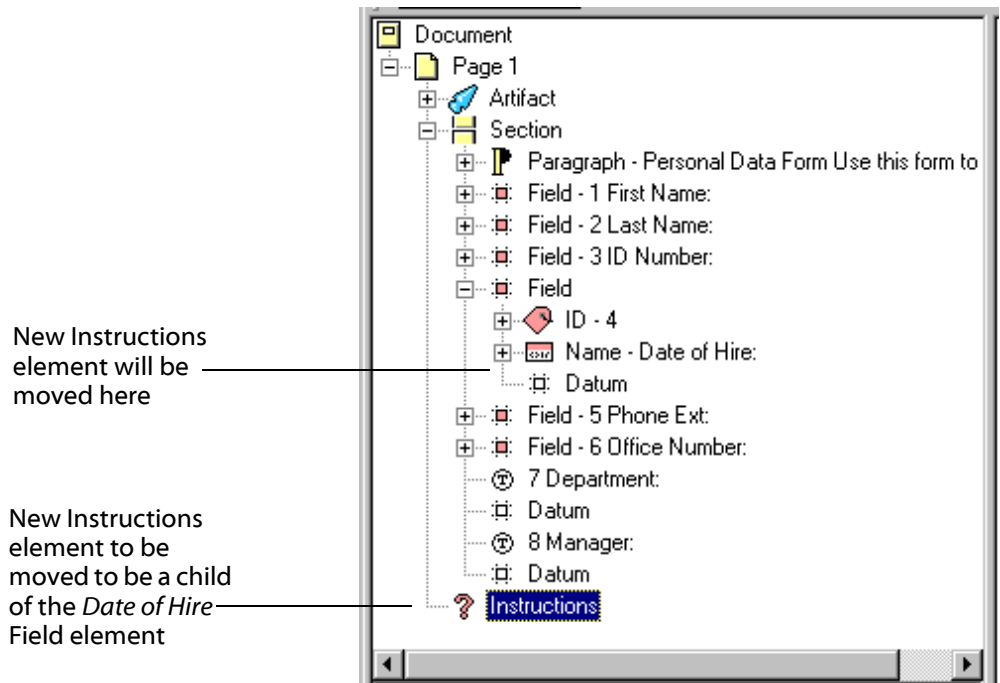 Document
Page 1
Artifact
Section
Paragraph - Personal Data Form Use this form to
Field - 1 First Name:
Field - 2 Last Name:
Field - 3 ID Number:
Field
ID - 4
Name - Date of Hire:
Datum
Field - 5 Phone Ext:
Field - 6 Office Number:
7 Department:
Datum
8 Manager:
Datum
Instructions
New Instructions
element will be
moved here
New Instructions
element to be
moved to be a child
of the Date of Hire
Field element